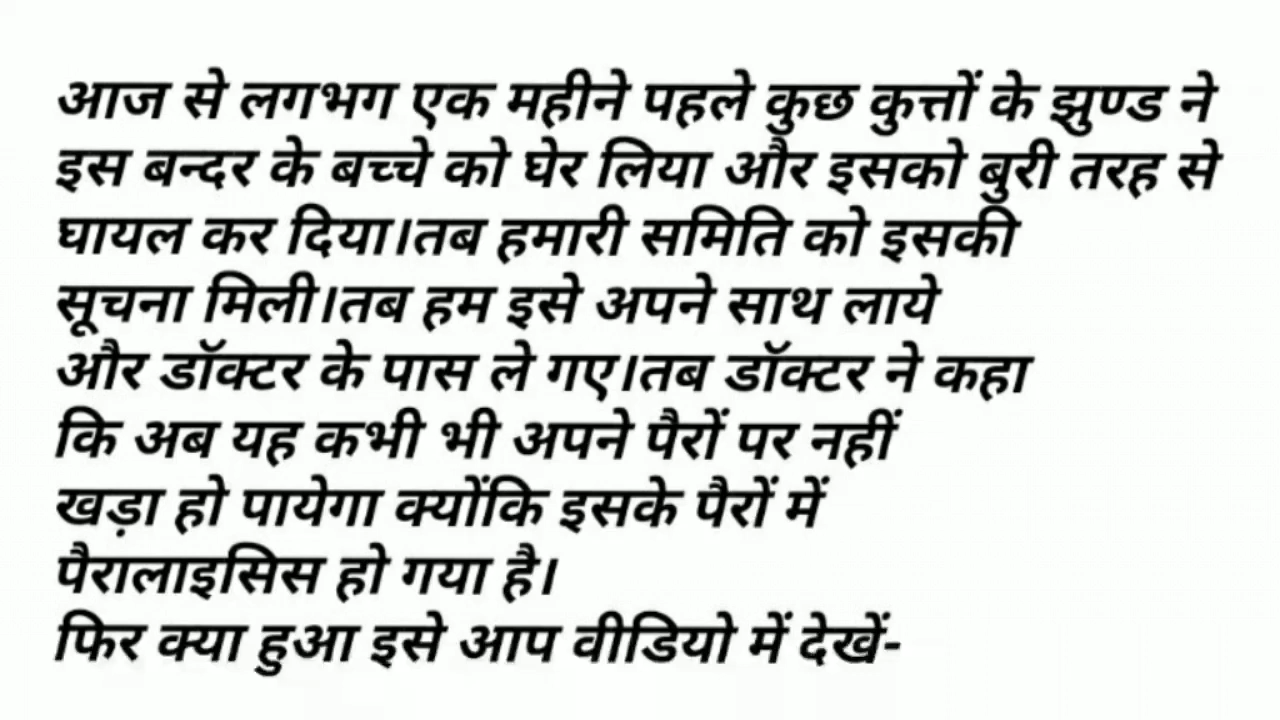 आज से लगभग एक महीने पहले कुछ कुत्तों के झुण्ड ने
इस बन्दर के बच्चे को घेर लिया और इसको बुरी तरह से
घायल कर दिया।तब हमारी समिति को इसकी
सूचना मिली।तब हम इसे अपने साथ लाये
और डॉक्टर के पास ले गए।तब डॉक्टर ने कहा
कि अब यह कभी भी अपने पैरों पर नहीं
खड़ा हो पायेगा क्योंकि इसके पैरों में
पैरालाइसिस हो गया है।
फिर क्या हुआ इसे आप वीडियो में देखें-